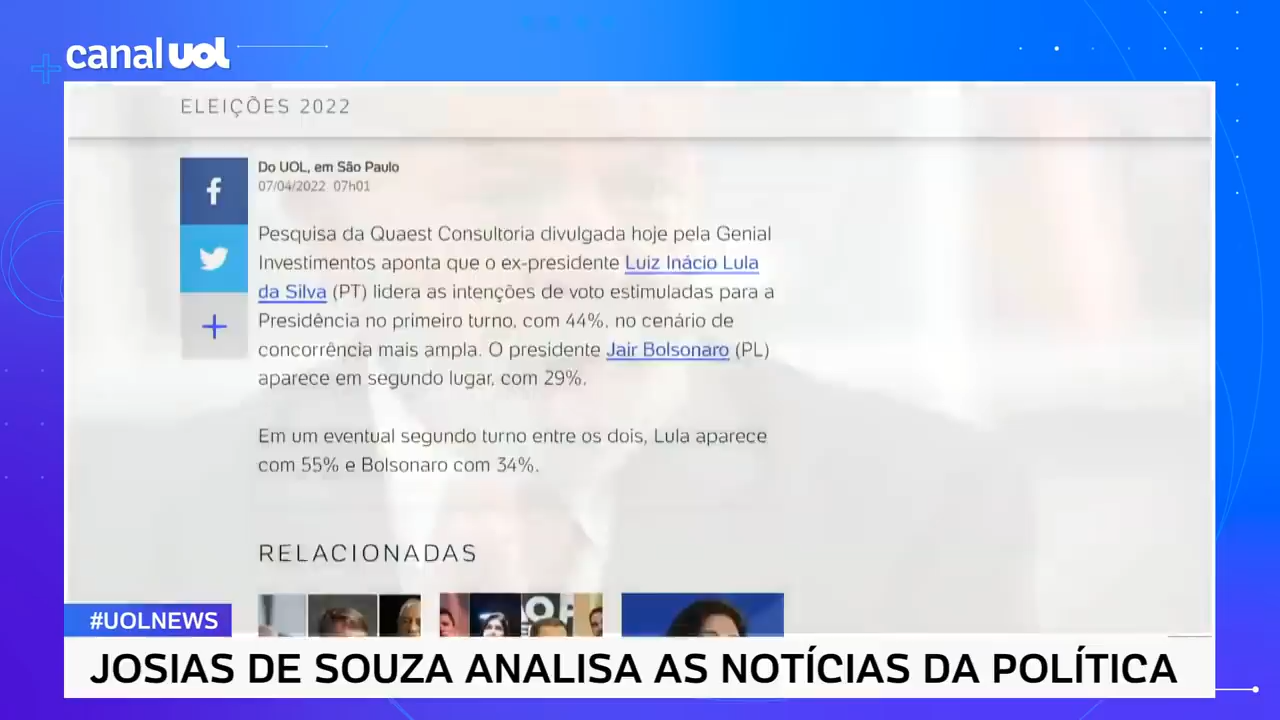 canal uol
ELEIÇÕES 2022
Do UOL, em São Paulo
07/04/2022 07h01
Pesquisa da Quaest Consultoria divulgada hoje pela Genial
Investimentos aponta que o ex-presidente Luiz Inácio Lula
da Silva (PT) lidera as intenções de voto estimuladas para a
Presidência no primeiro turno, com 44%, no cenário de
concorrência mais ampla. O presidente Jair Bolsonaro (PL)
aparece em segundo lugar, com 29%.
Em um eventual segundo turno entre os dois, Lula aparece
com 55% e Bolsonaro com 34%.
RELACIONADAS
#UOLNEWS
JOSIAS DE SOUZA ANALISA AS NOTÍCIAS DA POLÍTICA